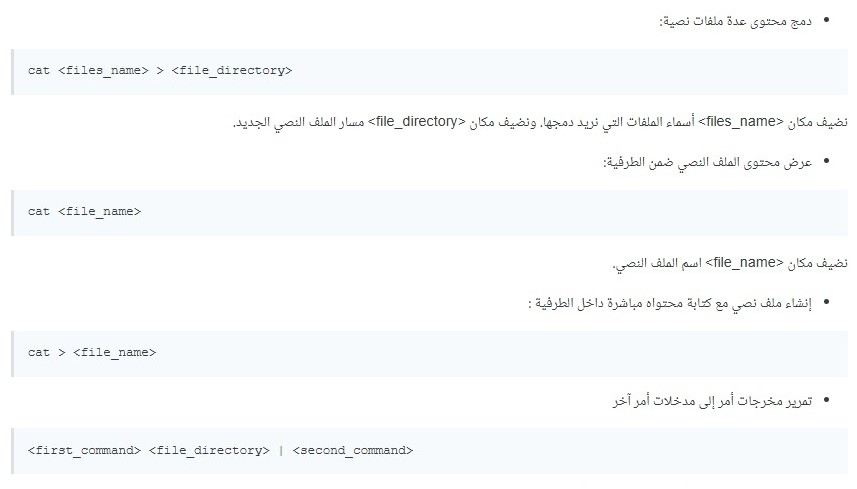 • دمج محتوى عدة ملفات نصية:
cat <files_name> > <file_directory>
نضيف مكان <files_name> أسماء الملفات التي نريد دمجها. ونضيف مكان <file_directory> مسار الملف النصي الجديد.
• عرض محتوى الملف النصي ضمن الطرفية:
cat <file_name>
نضيف مكان <file_name> اسم الملف النصي.
• إنشاء ملف نصي مع كتابة محتواه مباشرة داخل الطرفية :
cat > <file_name>
• تمرير مخرجات أمر إلى مدخلات أمر آخر
<first_command> <file_directory> | <second_command>